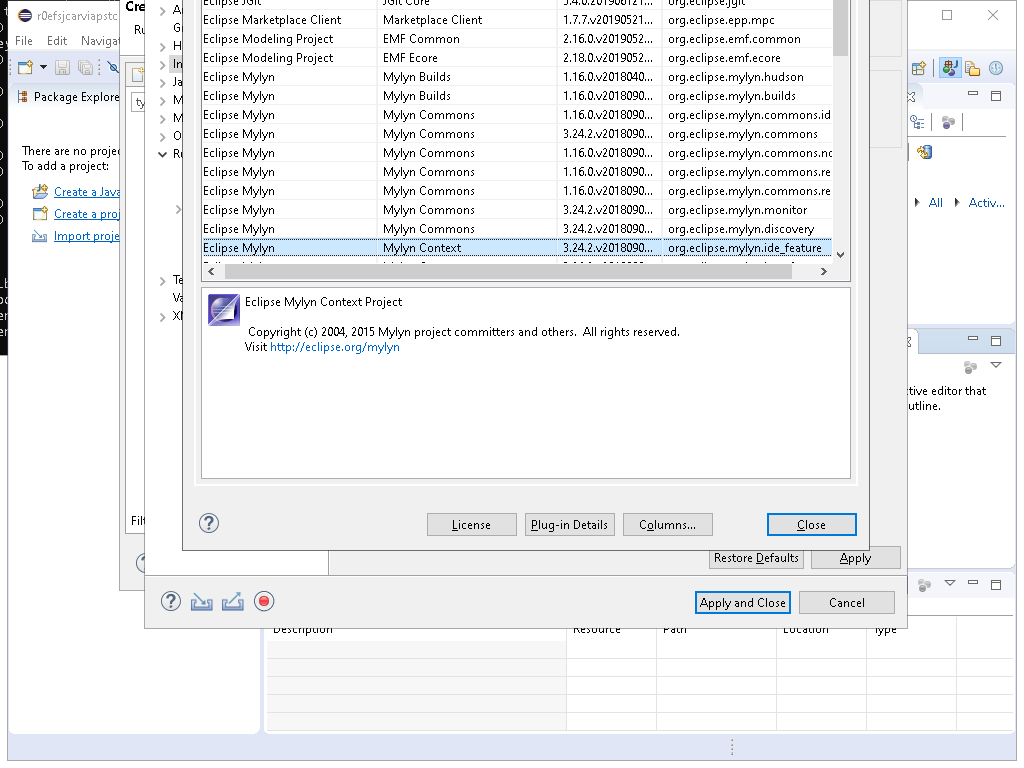 Eclipse JGit JGit Core 5.4.0.201906121... org.eclipse.jgit
Eclipse Marketplace Client Marketplace Client 1.7.7.v20190521... org.eclipse.epp.mpc
Eclipse Modeling Project EMF Common 2.16.0.v2019052... org.eclipse.emf.common
Eclipse Modeling Project EMF Ecore 2.18.0.v2019052... org.eclipse.emf.ecore
Eclipse Mylyn Mylyn Builds 1.16.0.v2018040... org.eclipse.mylyn.hudson
Eclipse Mylyn Mylyn Builds 1.16.0.v2018090... org.eclipse.mylyn.builds
Eclipse Mylyn Mylyn Commons 1.16.0.v2018090... org.eclipse.mylyn.commons.id
Eclipse Mylyn Mylyn Commons 3.24.2.v2018090... org.eclipse.mylyn.commons
Eclipse Mylyn Mylyn Commons 1.16.0.v2018090... org.eclipse.mylyn.commons.no
Eclipse Mylyn Mylyn Commons 1.16.0.v2018090... org.eclipse.mylyn.commons.re
Eclipse Mylyn Mylyn Commons 1.16.0.v2018090... org.eclipse.mylyn.commons.re
Eclipse Mylyn Mylyn Commons 3.24.2.v2018090... org.eclipse.mylyn.monitor
Eclipse Mylyn Mylyn Commons 3.24.2.v2018090... org.eclipse.mylyn.discovery
Eclipse Mylyn Mylyn Context 3.24.2.v2018090... org.eclipse.mylyn.ide_feature
Eclipse Mylyn Context Project
Copyright (c) 2004, 2015 Mylyn project committers and others. All rights reserved.
Visit http://eclipse.org/mylyn
License Plug-in Details Columns... Close
Restore Defaults Apply
Apply and Close Cancel
r0efsjcarviapstc
File Edit Navigat
Package Explore
There are no projec
To add a project:
Create a Java
Create a proj
Import proje
Cre
Ru
ty
Filt
A
G
H
In
Ja
M
M
O
Ru
Te
Va
XM
All Activ...
ctive editor that
utline.
Description Resource Path Location Type